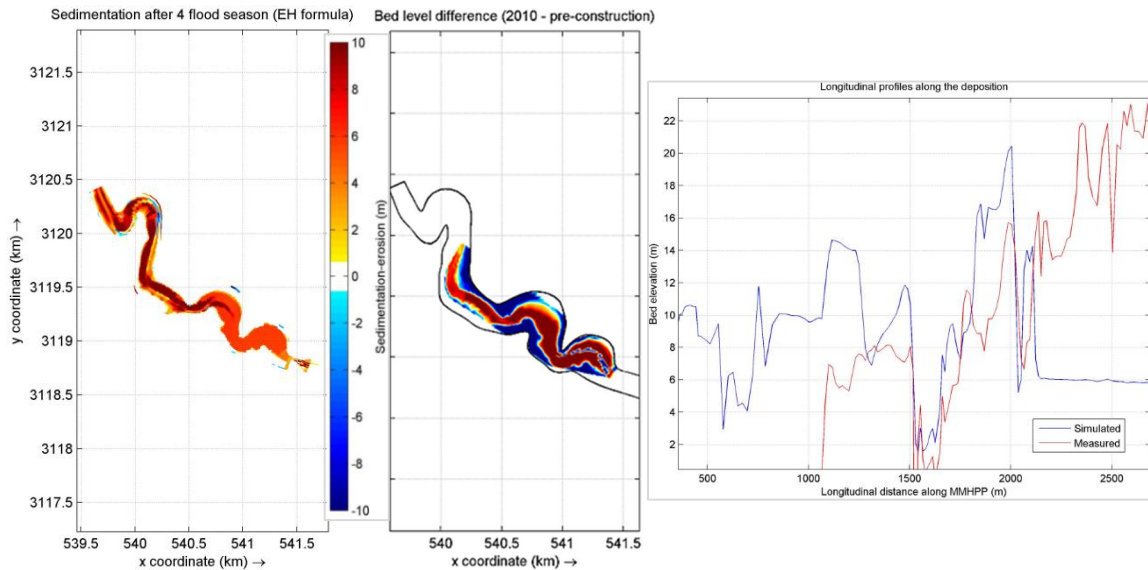 Sedimentation after 4 flood season (EH formula)
y coordinate (km) →
3121.5
3121
3120.5
3120
3119.5
3119
3118.5
3118
3117.5
539.5 540 540.5 541 541.5
x coordinate (km) →
10
8
6
4
2
0
-2
-4
-6
-8
-10
Sedimentation-erosion (m)
Bed level difference (2010 - pre-construction)
540 540.5 541 541.5
x coordinate (km) →
Longitudinal profiles along the deposition
Bed elevation (m)
22
20
18
16
14
12
10
8
6
4
2
Simulated
Measured
500 1000 1500 2000 2500
Longitudinal distance along MMHPP (m)